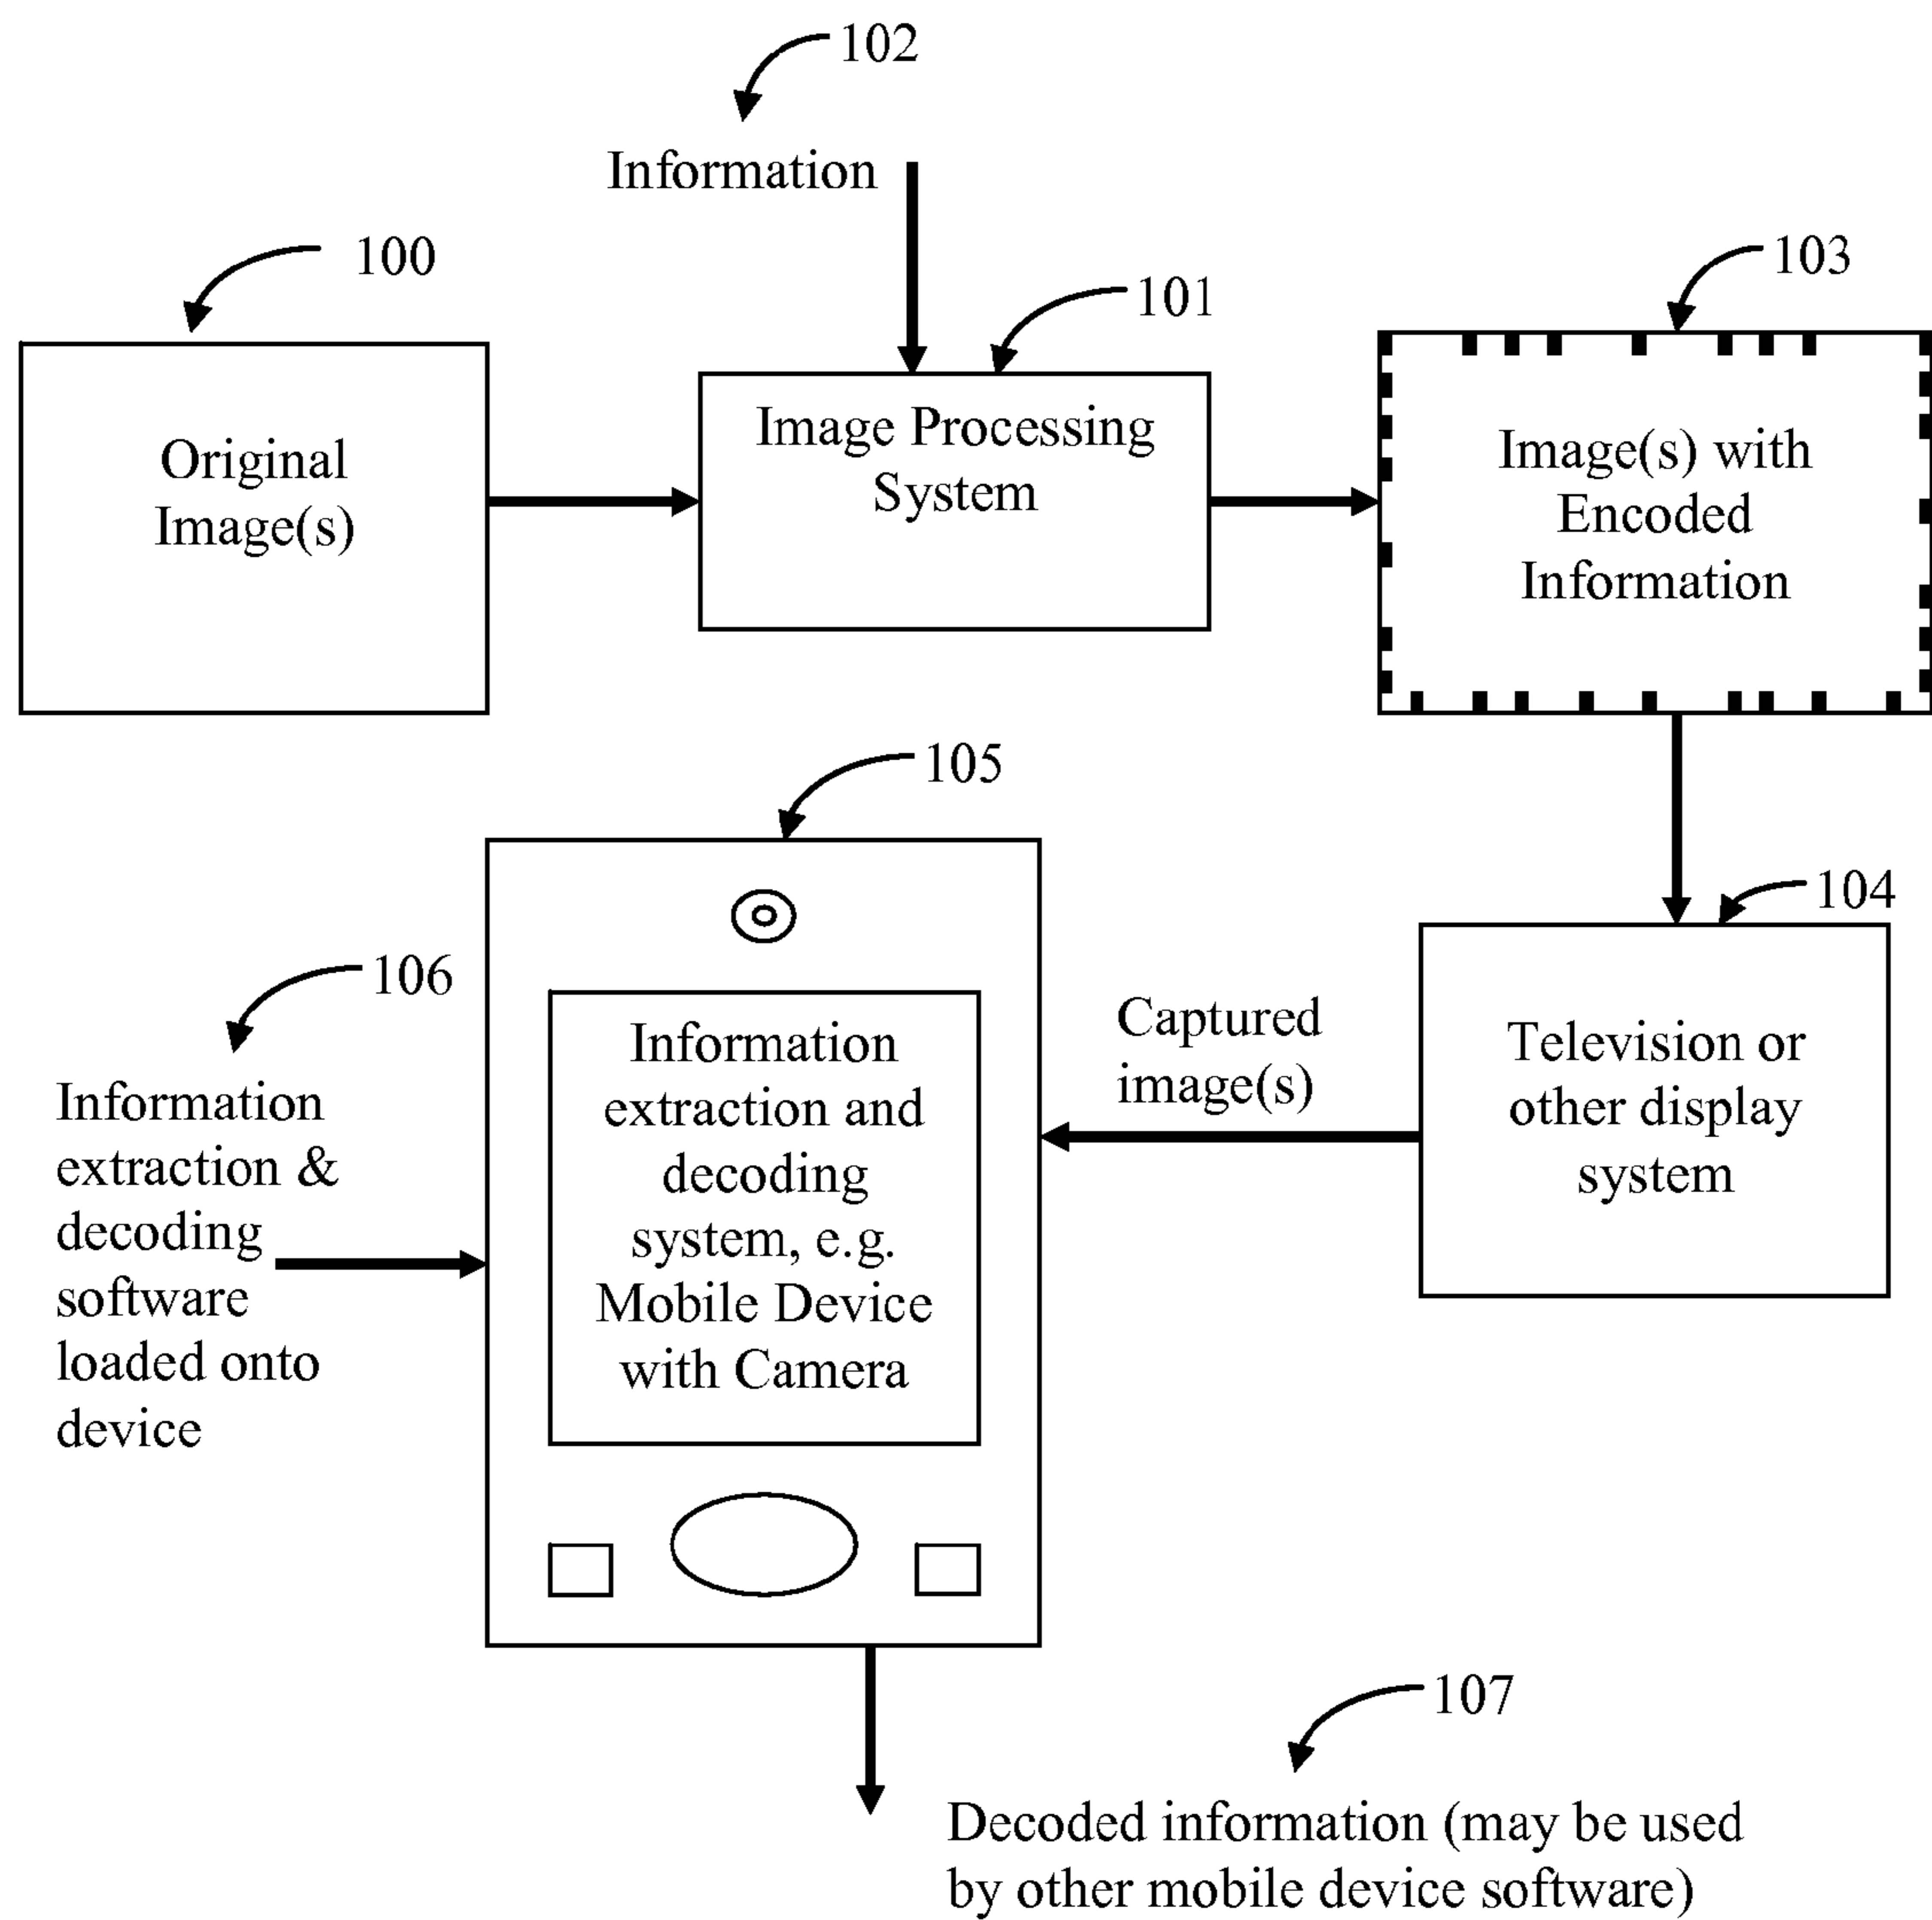 102
Information
100
101
103
Original
Image(s)
Image Processing
System
Image(s) with
Encoded
Information
105
104
106
Information
extraction and
decoding
system, e.g.
Mobile Device
with Camera
Captured
image(s)
Television or
other display
system
Information
extraction &
decoding
software
loaded onto
device
107
Decoded information (may be used
by other mobile device software)